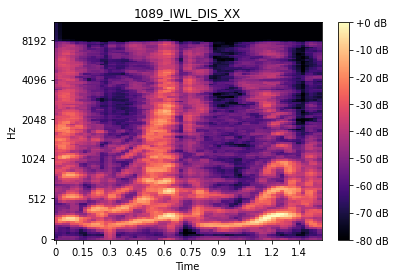 1089_IWL_DIS_XX
+0 dB
8192
-10 dB
4096
-20 dB
-30 dB
2048
Hz
-40 dB
1024
-50 dB
512
-60 dB
-70 dB
0
-80 dB
0 0.15 0.3 0.45 0.6 0.75 0.9 1.1 1.2 1.4
Time